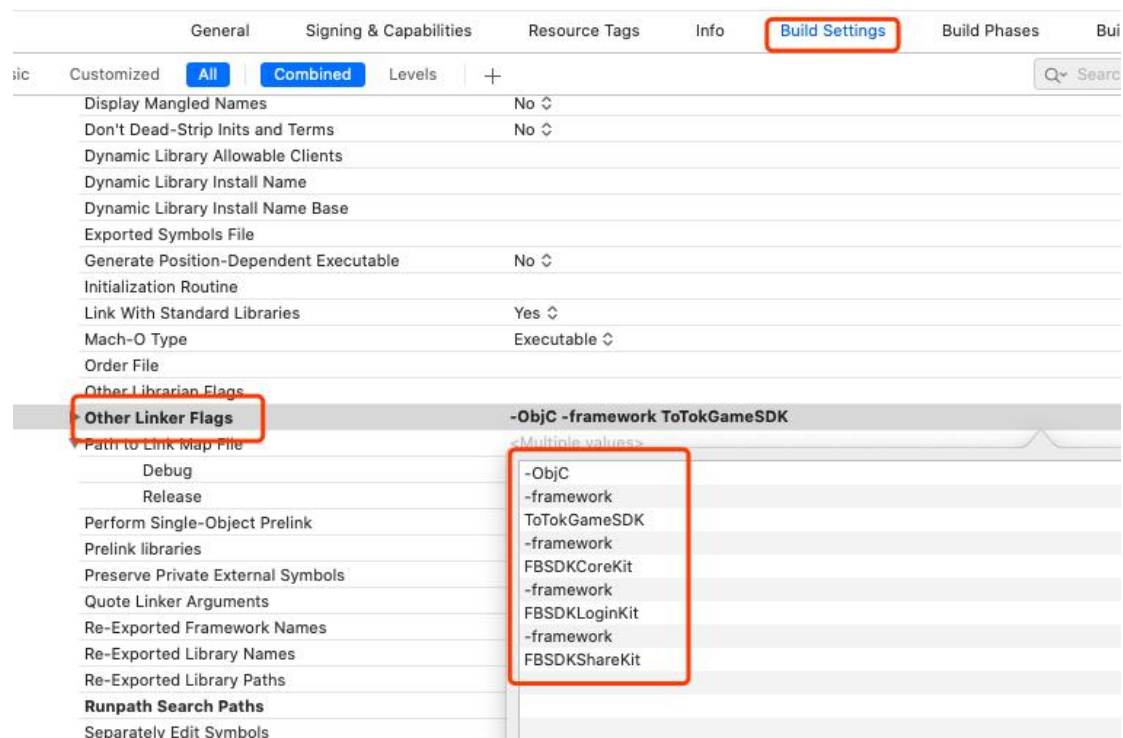 General Signing & Capabilities Resource Tags Info Build Settings Build Phases Bui
sic Customized All Combined Levels + Searc
Display Mangled Names No
Don't Dead-Strip Inits and Terms No
Dynamic Library Allowable Clients
Dynamic Library Install Name
Dynamic Library Install Name Base
Exported Symbols File
Generate Position-Dependent Executable No
Initialization Routine
Link With Standard Libraries Yes
Mach-O Type Executable
Order File
Other Librarian Flags
Other Linker Flags -ObjC -framework ToTokGameSDK
Path to Link Map File <Multiple values>
Debug -ObjC
Release -framework
ToTokGameSDK
Perform Single-Object Prelink
-framework
Prelink libraries
FBSDKCoreKit
Preserve Private External Symbols
-framework
Quote Linker Arguments
FBSDKLoginKit
Re-Exported Framework Names
-framework
Re-Exported Library Names
FBSDKShareKit
Re-Exported Library Paths
Runpath Search Paths
Separately Edit Symbols